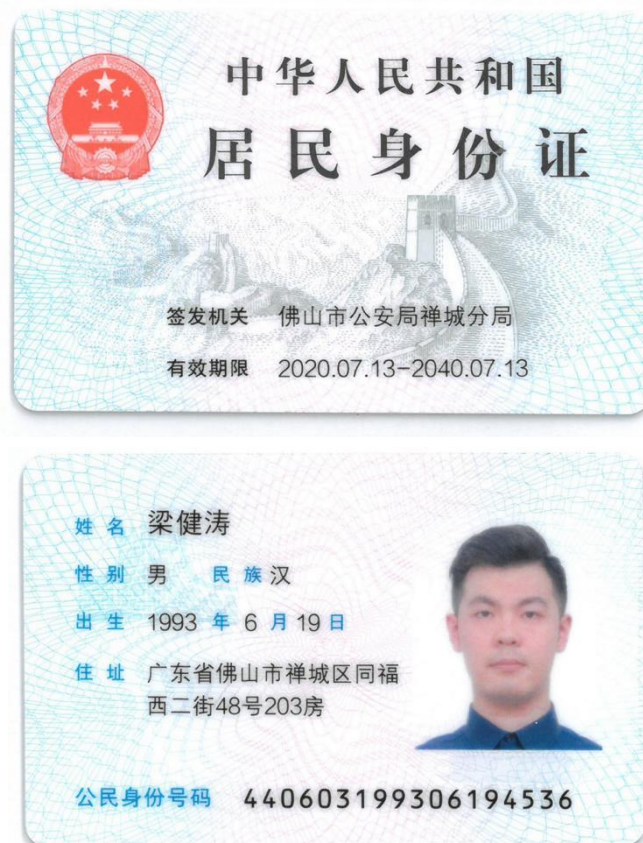 中华人民共和国
居民身份证
签发机关 佛山市公安局禅城分局
有效期限 2020.07.13-2040.07.13
姓名 梁健涛
性别 男 民族 汉
出生 1993 年 6 月 19 日
住址 广东省佛山市禅城区同福
西二街48号203房
公民身份号码 440603199306194536